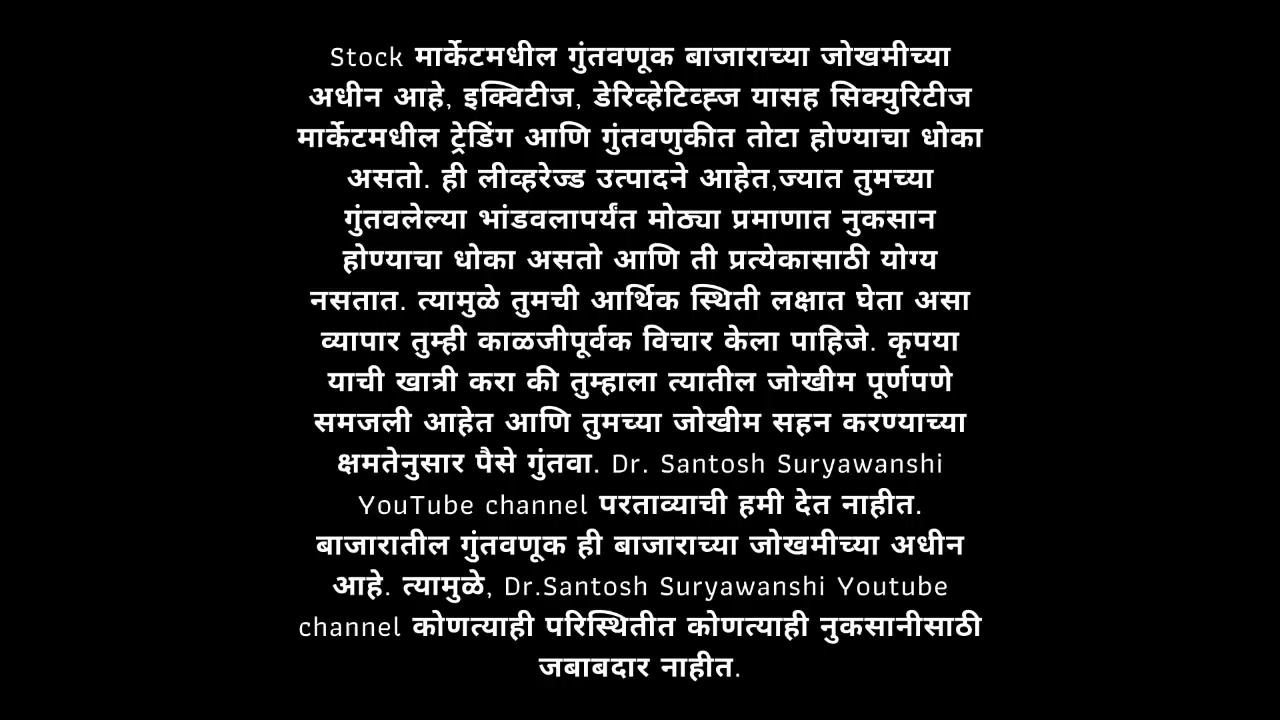 Stock मार्केटमधील गुंतवणूक बाजाराच्या जोखमीच्या
अधीन आहे, इक्विटीज, डेरिव्हेटिव्ह्ज यासह सिक्युरिटीज
मार्केटमधील ट्रेडिंग आणि गुंतवणुकीत तोटा होण्याचा धोका
असतो. ही लीव्हरेज्ड उत्पादने आहेत,ज्यात तुमच्या
गुंतवलेल्या भांडवलापर्यंत मोठ्या प्रमाणात नुकसान
होण्याचा धोका असतो आणि ती प्रत्येकासाठी योग्य
नसतात. त्यामुळे तुमची आर्थिक स्थिती लक्षात घेता असा
व्यापार तुम्ही काळजीपूर्वक विचार केला पाहिजे. कृपया
याची खात्री करा की तुम्हाला त्यातील जोखीम पूर्णपणे
समजली आहेत आणि तुमच्या जोखीम सहन करण्याच्या
क्षमतेनुसार पैसे गुंतवा. Dr. Santosh Suryawanshi
YouTube channel परताव्याची हमी देत नाहीत.
बाजारातील गुंतवणूक ही बाजाराच्या जोखमीच्या अधीन
आहे. त्यामुळे, Dr.Santosh Suryawanshi Youtube
channel कोणत्याही परिस्थितीत कोणत्याही नुकसानीसाठी
जबाबदार नाहीत.